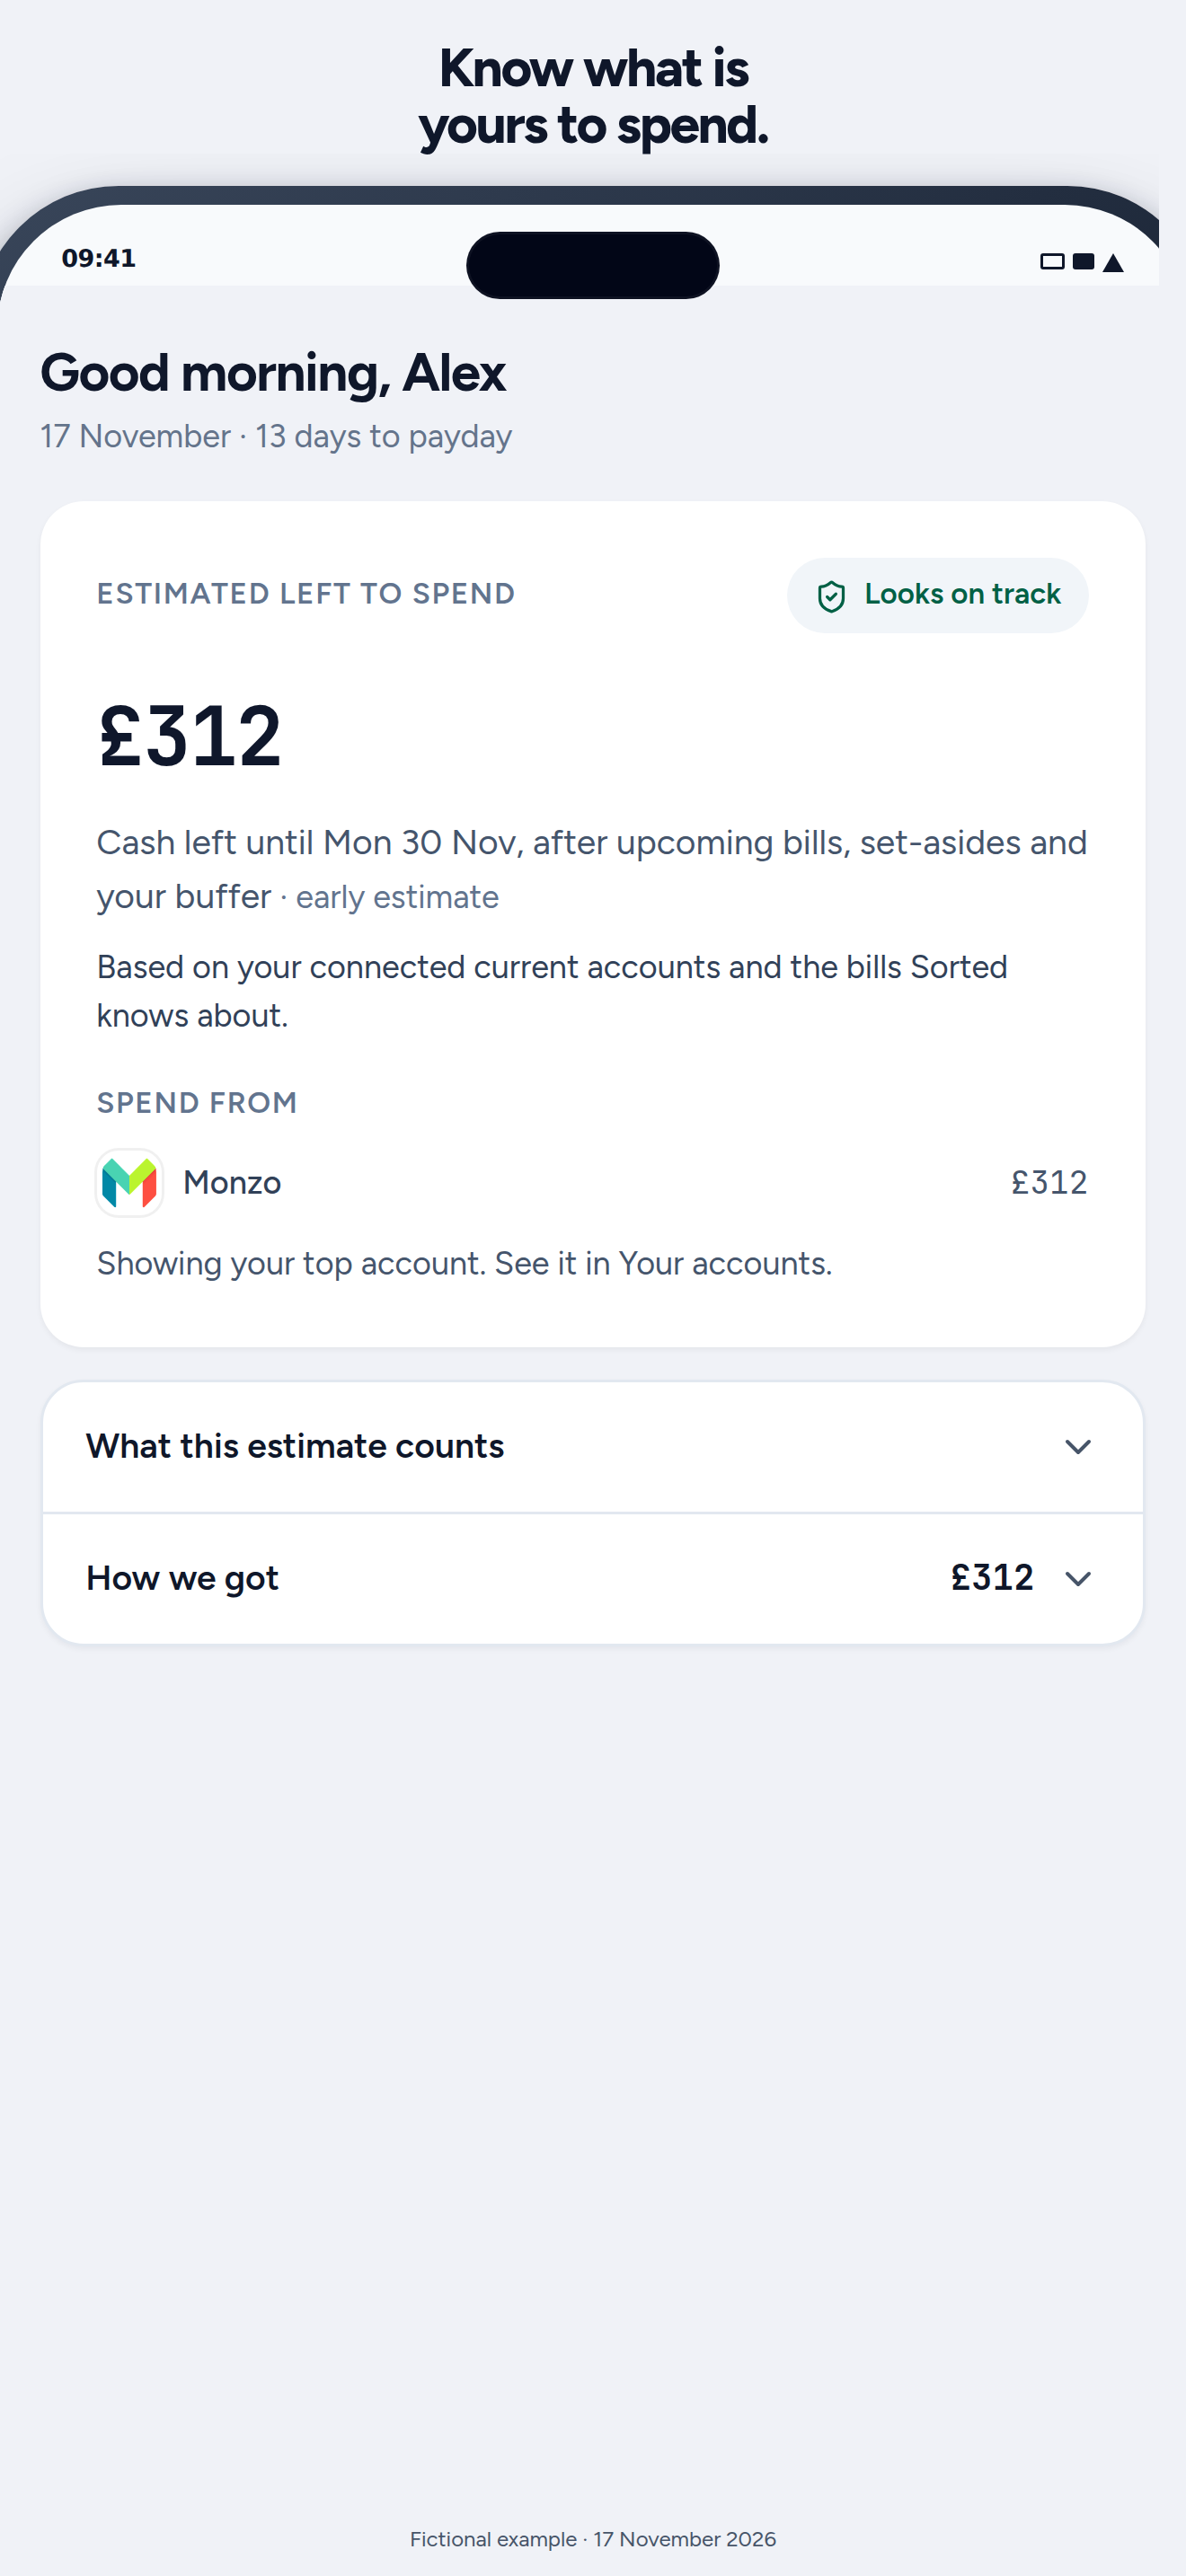 Know what is
yours to spend.
09:41
Good morning, Alex
17 November · 13 days to payday
ESTIMATED LEFT TO SPEND
Looks on track
£312
Cash left until Mon 30 Nov, after upcoming bills, set-asides and
your buffer · early estimate
Based on your connected current accounts and the bills Sorted
knows about.
SPEND FROM
Monzo
£312
Showing your top account. See it in Your accounts.
What this estimate counts
How we got
£312
Fictional example · 17 November 2026